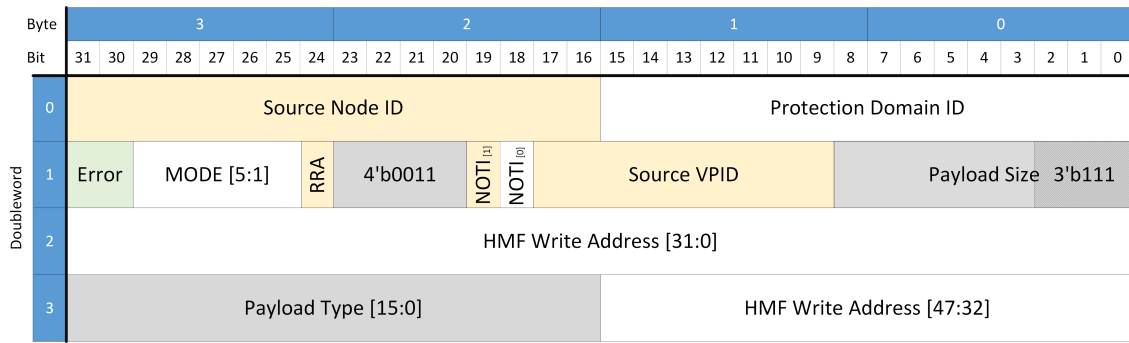 Byte 3 2 1 0
Bit 31 30 29 28 27 26 25 24 23 22 21 20 19 18 17 16 15 14 13 12 11 10 9 8 7 6 5 4 3 2 1 0
Doubleword
0 Source Node ID Protection Domain ID
1 Error MODE [5:1] RRA 4'b0011 NOTI [1] NOTI [0] Source VPID Payload Size 3'b111
2 HMF Write Address [31:0]
3 Payload Type [15:0] HMF Write Address [47:32]